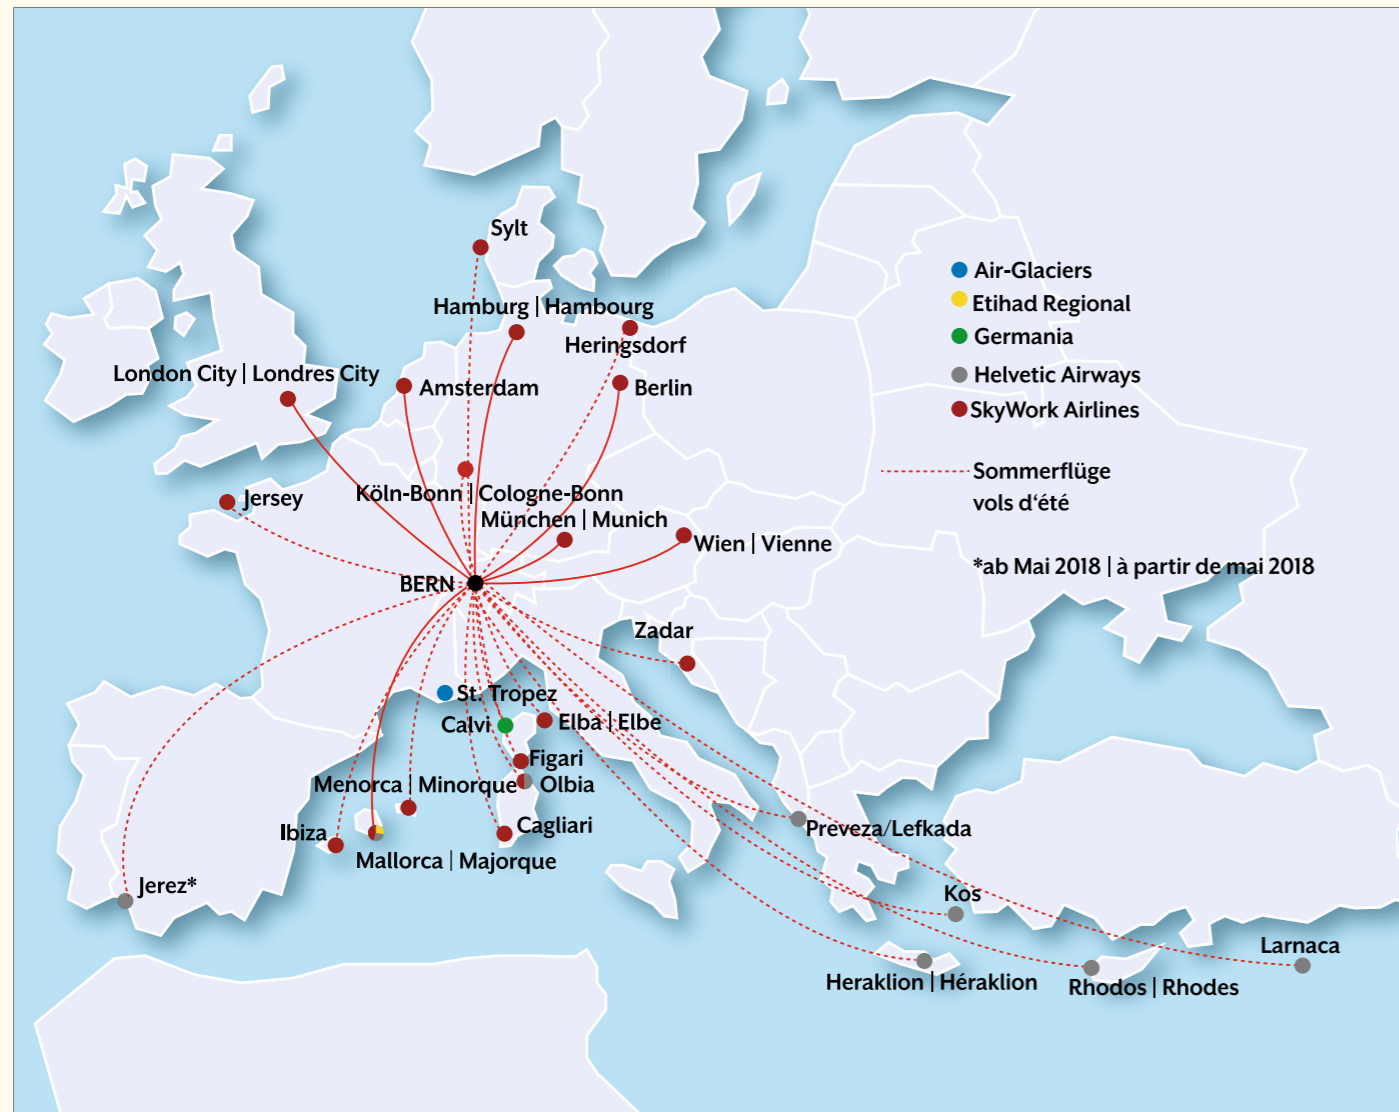 Sylt
Hamburg | Hambourg
Heringsdorf
London City | Londres City
Amsterdam
Berlin
Jersey
Köln-Bonn | Cologne-Bonn
München | Munich
Wien | Vienne
BERN
Zadar
St. Tropez
Calvi
Elba | Elbe
Figari
Menorca | Minorque
Olbia
Ibiza
Cagliari
Mallorca | Majorque
Jerez*
Preveza/Lefkada
Kos
Heraklion | Héraklion
Rhodos | Rhodes
Larnaca
Air-Glaciers
Etihad Regional
Germania
Helvetic Airways
SkyWork Airlines
Sommerflüge
vols d‘été
*ab Mai 2018 | à partir de mai 2018